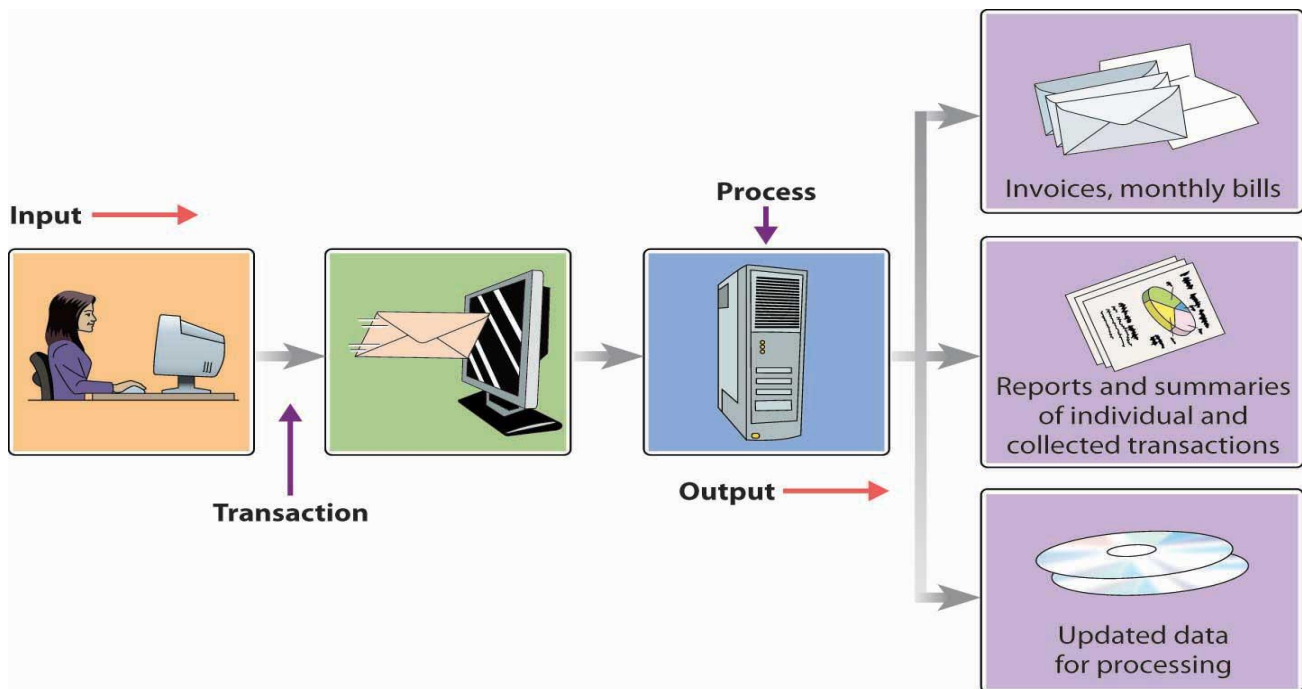 Input
Transaction
Process
Output
Invoices, monthly bills
Reports and summaries
of individual and
collected transactions
Updated data
for processing